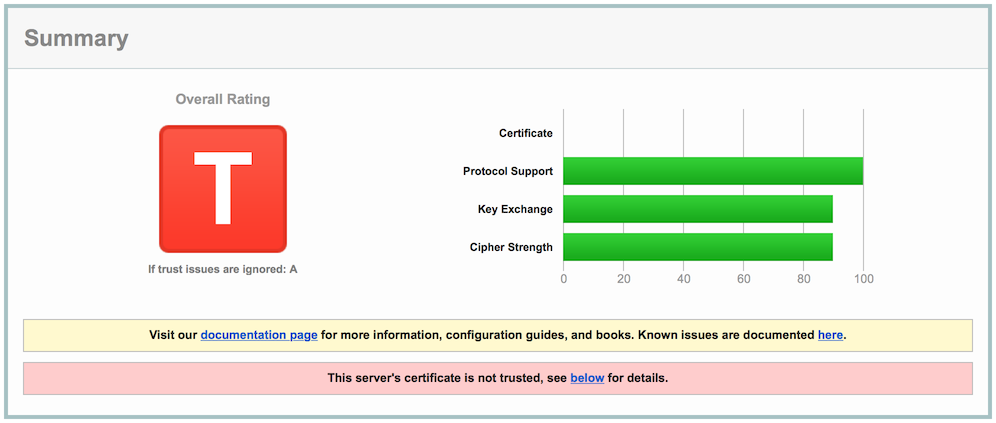 Summary
Overall Rating
T
If trust issues are ignored: A
Certificate
Protocol Support
Key Exchange
Cipher Strength
0 20 40 60 80 100
Visit our documentation page for more information, configuration guides, and books. Known issues are documented here.
This server's certificate is not trusted, see below for details.